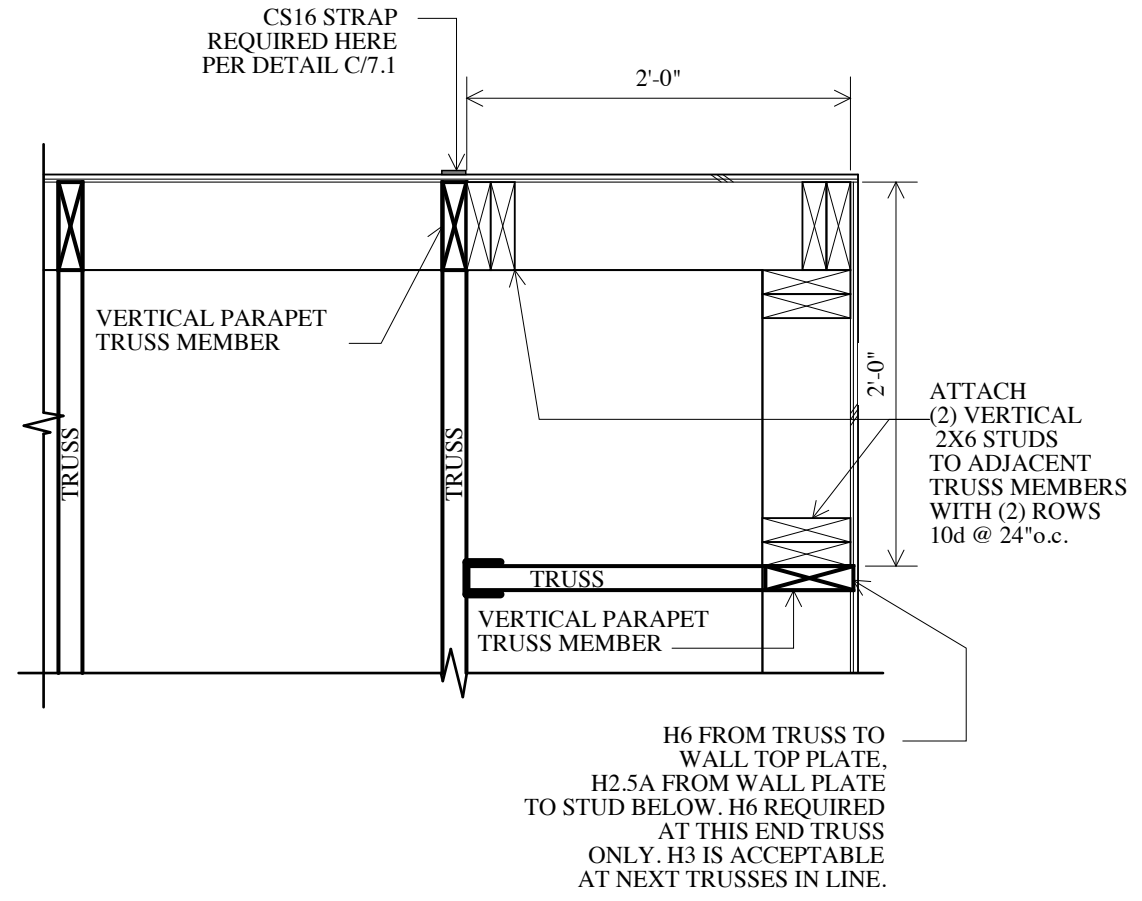 CS16 STRAP
REQUIRED HERE
PER DETAIL C/7.1
2'-0"
VERTICAL PARAPET
TRUSS MEMBER
2'-0"
ATTACH
(2) VERTICAL
2X6 STUDS
TO ADJACENT
TRUSS MEMBERS
WITH (2) ROWS
10d @ 24"o.c.
TRUSS
TRUSS
TRUSS
VERTICAL PARAPET
TRUSS MEMBER
H6 FROM TRUSS TO
WALL TOP PLATE,
H2.5A FROM WALL PLATE
TO STUD BELOW. H6 REQUIRED
AT THIS END TRUSS
ONLY. H3 IS ACCEPTABLE
AT NEXT TRUSSES IN LINE.